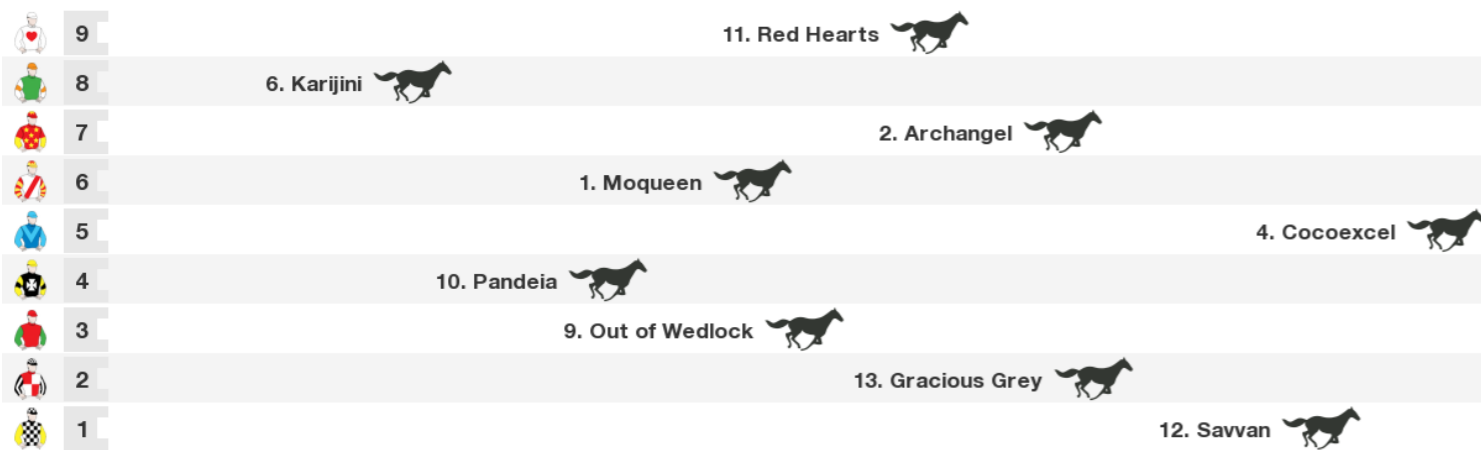 9 11. Red Hearts
8 6. Karijini
7 2. Archangel
6 1. Moqueen
5 4. Cocoexcel
4 10. Pandeia
3 9. Out of Wedlock
2 13. Gracious Grey
1 12. Savvan